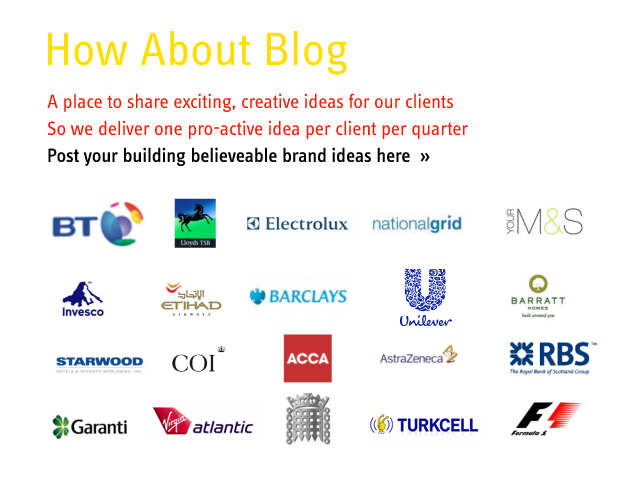 How About Blog
A place to share exciting, creative ideas for our clients
So we deliver one pro-active idea per client per quarter
Post your building believeable brand ideas here »
BT
Lloyds TSB
Electrolux
nationalgrid
YOUR M&S
Invesco
الإتحاد
ETIHAD
AIRWAYS
BARCLAYS
Unilever
BARRATT
HOMES
built around you
STARWOOD
HOTELS & RESORTS WORLDWIDE, INC.
COI
ACCA
AstraZeneca
RBS™
The Royal Bank of Scotland Group
Garanti
Virgin atlantic
TURKCELL
F1
Formula 1